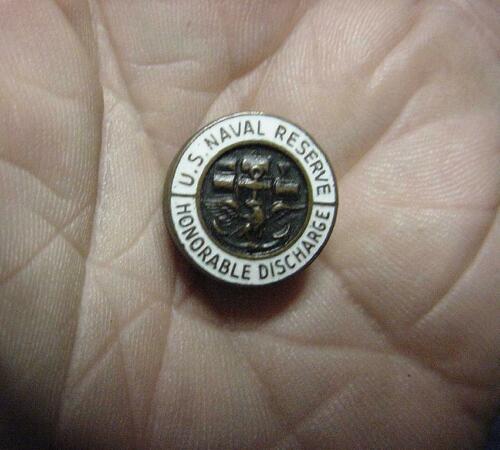 U.S. NAVAL RESERVE
HONORABLE DISCHARGE